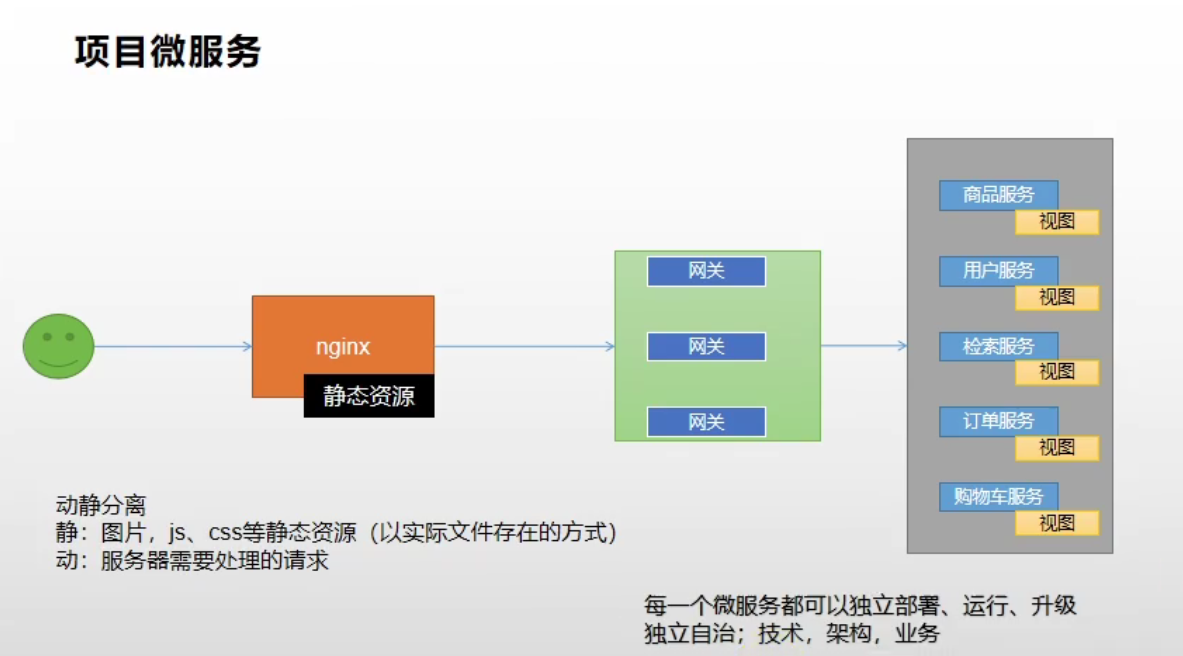 项目微服务
nginx
静态资源
网关
网关
网关
商品服务
视图
用户服务
视图
检索服务
视图
订单服务
视图
购物车服务
视图
动静分离
静：图片，js、css等静态资源（以实际文件存在的方式）
动：服务器需要处理的请求
每一个微服务都可以独立部署、运行、升级
独立自治；技术，架构，业务